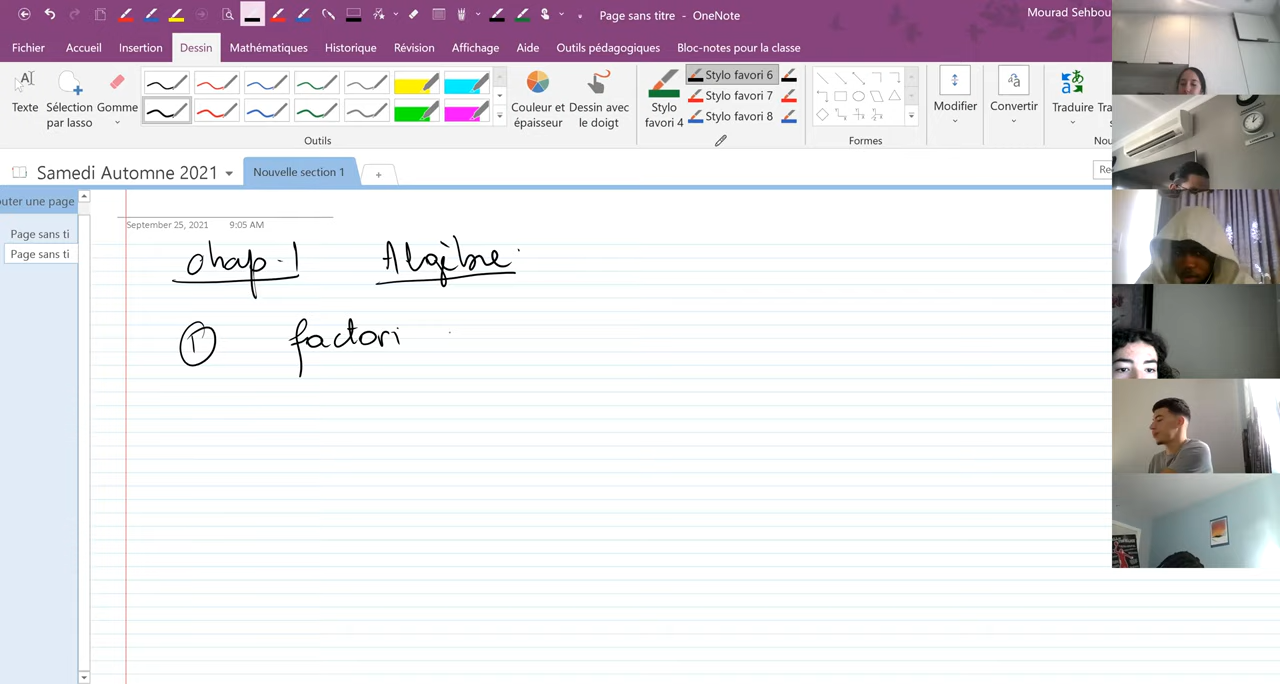 Page sans titre - OneNote
Mourad Sehbou
Fichier Accueil Insertion Dessin Mathématiques Historique Révision Affichage Aide Outils pédagogiques Bloc-notes pour la classe
Texte
Sélection par lasso
Gomme
Couleur et épaisseur
Dessin avec le doigt
Stylo favori 4
Stylo favori 6
Stylo favori 7
Stylo favori 8
Modifier
Convertir
Traduire
Tra
Outils
Formes
Nou
Samedi Automne 2021
Nouvelle section 1
Re
outer une page
Page sans ti
Page sans ti
September 25, 2021 9:05 AM
chap.1 Algèbre
1 factori